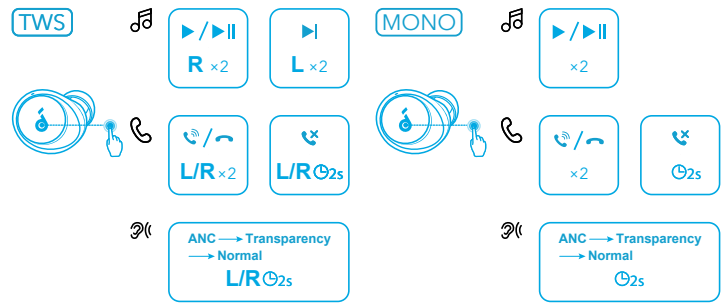 TWS
R ×2
L ×2
L/R ×2
L/R 2s
ANC → Transparency
→ Normal
L/R 2s
MONO
×2
×2
2s
ANC → Transparency
→ Normal
2s